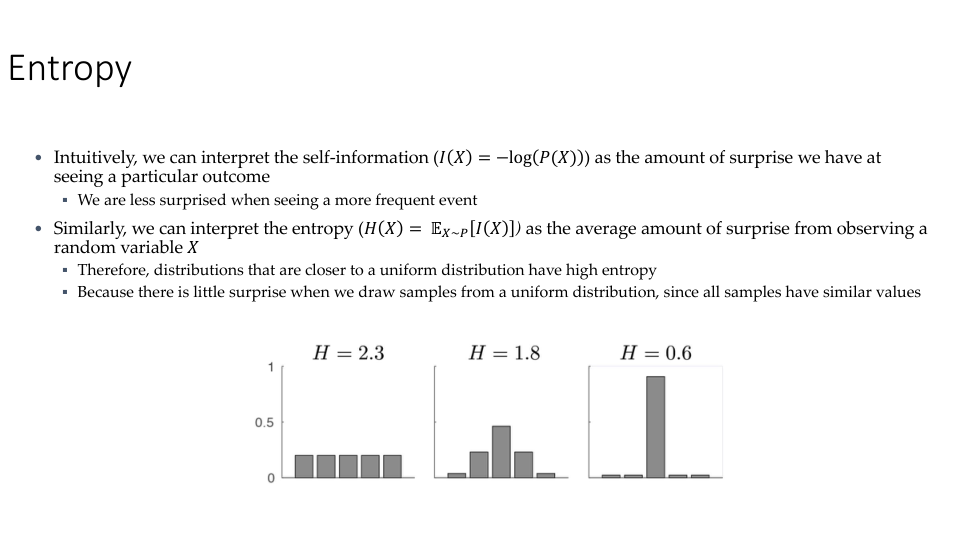 Entropy
• Intuitively, we can interpret the self-information (𝐼(𝑋) = −log(𝑃(𝑋))) as the amount of surprise we have at
seeing a particular outcome
▪ We are less surprised when seeing a more frequent event
• Similarly, we can interpret the entropy (𝐻(𝑋) = 𝔼𝑋~𝑃[𝐼(𝑋)]) as the average amount of surprise from observing a
random variable 𝑋
▪ Therefore, distributions that are closer to a uniform distribution have high entropy
▪ Because there is little surprise when we draw samples from a uniform distribution, since all samples have similar values
H = 2.3 H = 1.8 H = 0.6
1
0.5
0